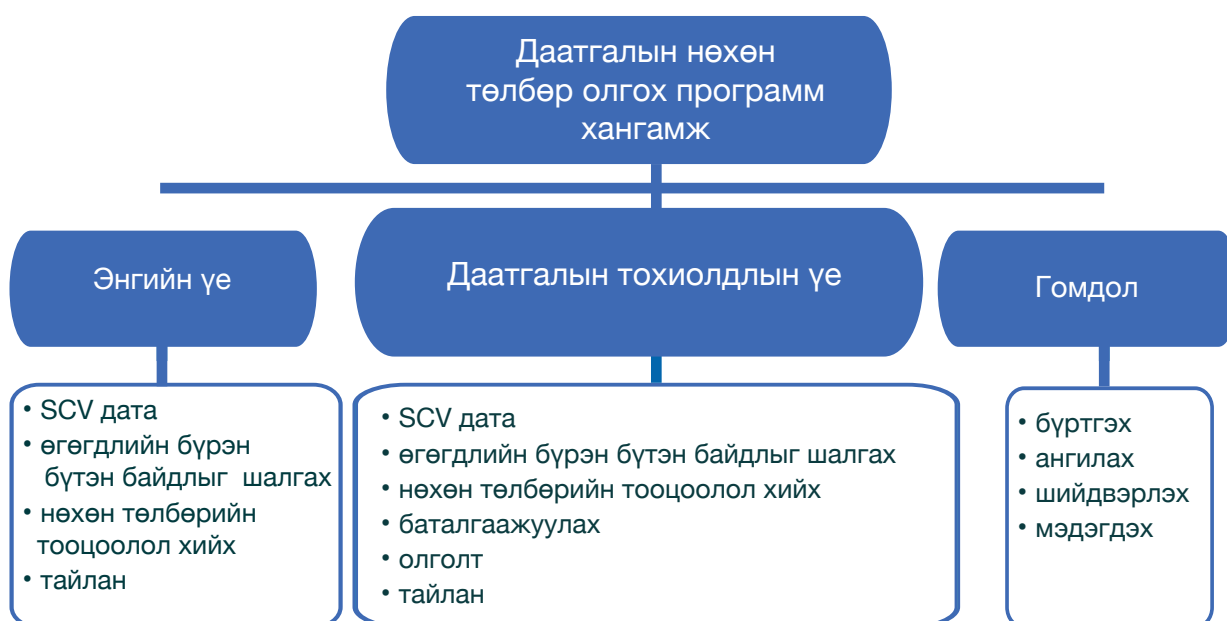 Даатгалын нөхөн
төлбөр олгох программ
хангамж
Энгийн үе
Даатгалын тохиолдлын үе
Гомдол
• SCV дата
• өгөгдлийн бүрэн
бүтэн байдлыг шалгах
• нөхөн төлбөрийн
тооцоолол хийх
• тайлан
• SCV дата
• өгөгдлийн бүрэн бүтэн байдлыг шалгах
• нөхөн төлбөрийн тооцоолол хийх
• баталгаажуулах
• олголт
• тайлан
• бүртгэх
• ангилах
• шийдвэрлэх
• мэдэгдэх